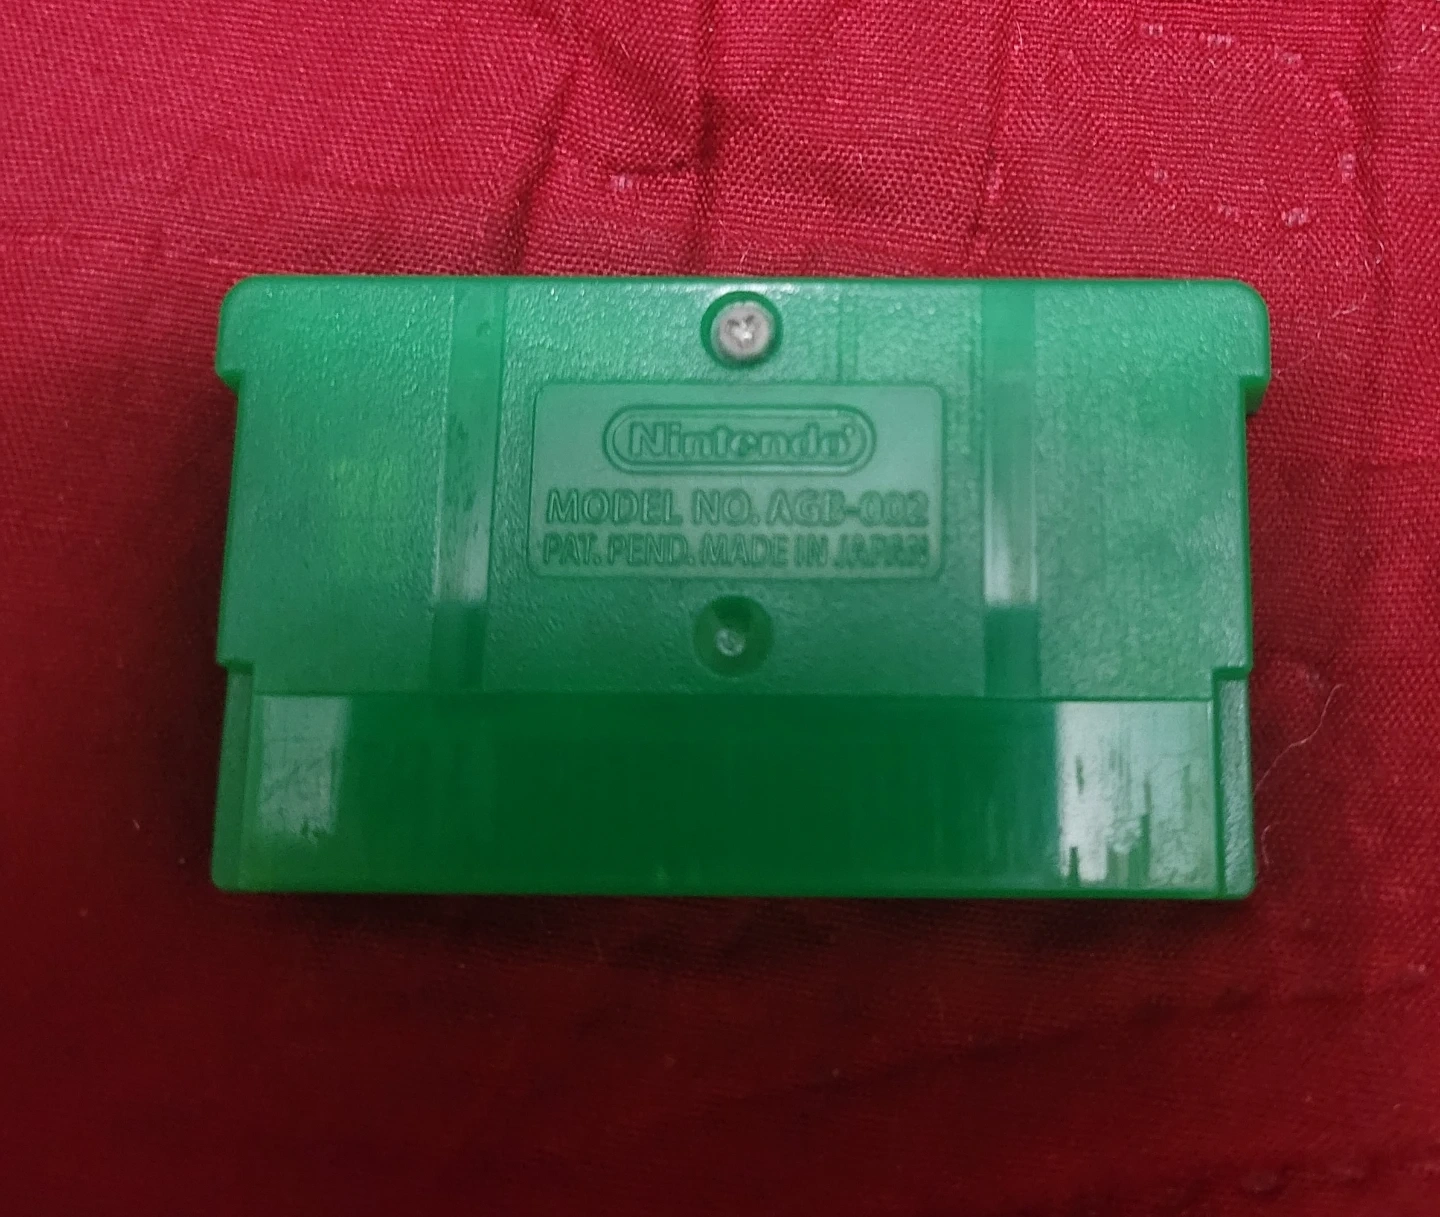 Nintendo
MODEL NO. AGB-002
PAT. PEND. MADE IN JAPAN